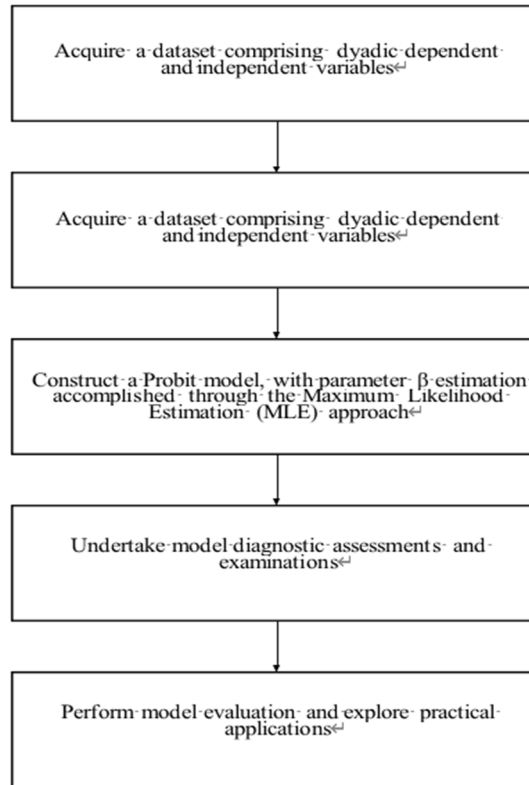 Acquire a dataset comprising dyadic dependent
and independent variables↵
Acquire a dataset comprising dyadic dependent
and independent variables↵
Construct a Probit model, with parameter β estimation
accomplished through the Maximum Likelihood
Estimation (MLE) approach↵
Undertake model diagnostic assessments and
examinations↵
Perform model evaluation and explore practical
applications↵